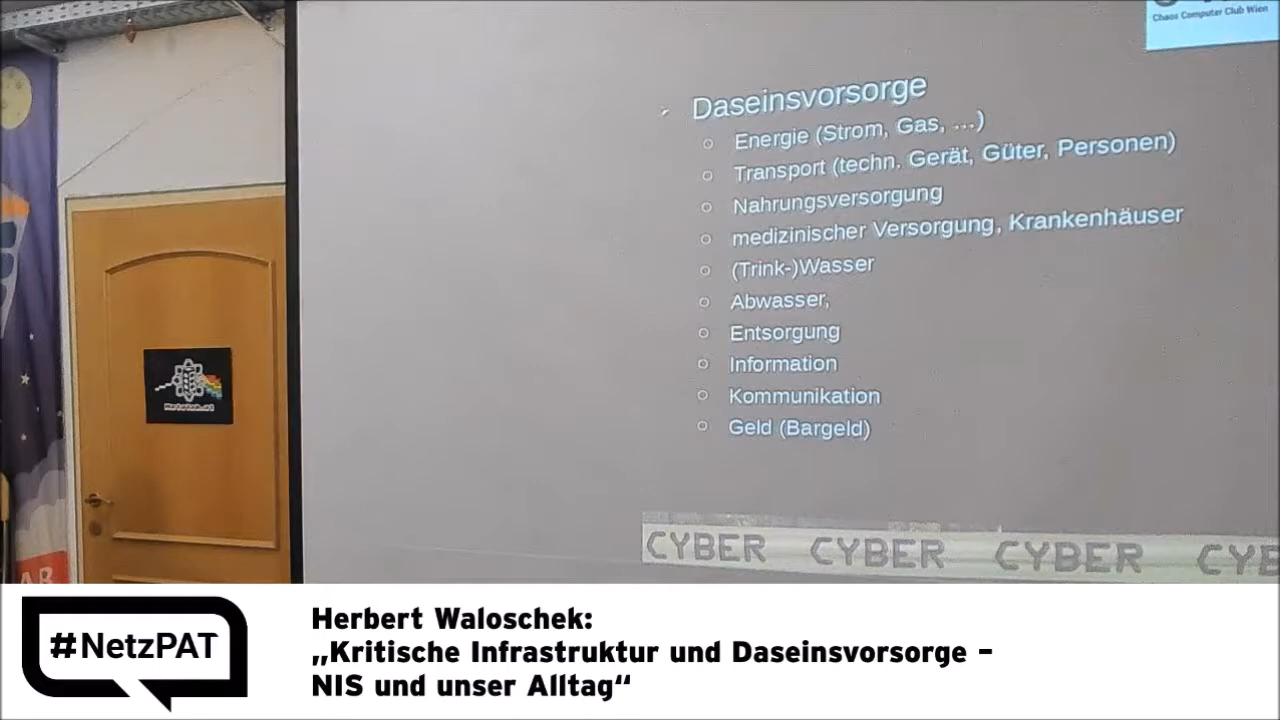 Chaos Computer Club Wien
Daseinsvorsorge
Energie (Strom, Gas, ...)
Transport (techn. Gerät, Güter, Personen)
Nahrungsversorgung
medizinischer Versorgung, Krankenhäuser
(Trink-)Wasser
Abwasser,
Entsorgung
Information
Kommunikation
Geld (Bargeld)
CYBER CYBER CYBER CYBE
#NetzPAT
Herbert Waloschek:
„Kritische Infrastruktur und Daseinsvorsorge –
NIS und unser Alltag“